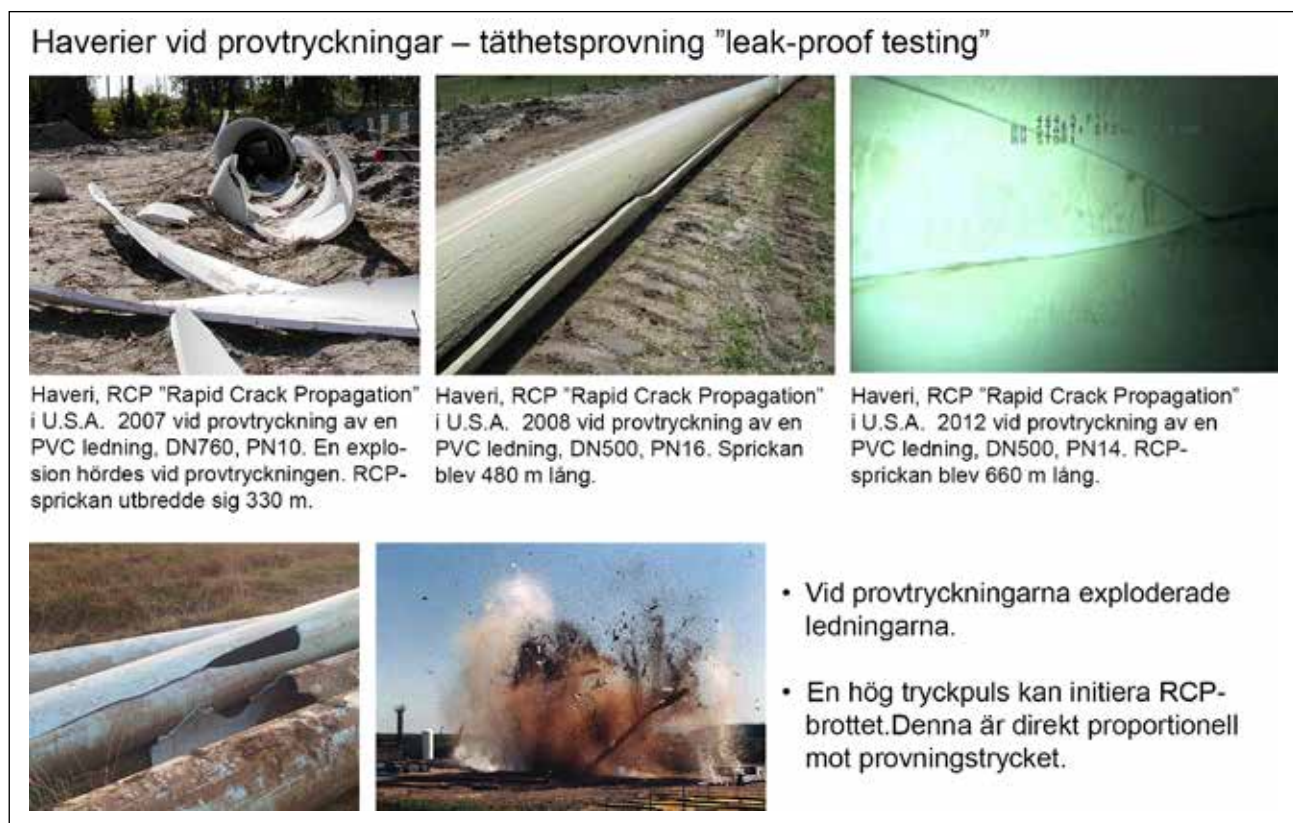 Haverier vid provtryckningar – täthetsprovning ”leak-proof testing”
Haveri, RCP ”Rapid Crack Propagation”
i U.S.A. 2007 vid provtryckning av en
PVC ledning, DN760, PN10. En explo-
sion hördes vid provtryckningen. RCP-
sprickan utbredde sig 330 m.
Haveri, RCP ”Rapid Crack Propagation”
i U.S.A. 2008 vid provtryckning av en
PVC ledning, DN500, PN16. Sprickan
blev 480 m lång.
Haveri, RCP ”Rapid Crack Propagation”
i U.S.A. 2012 vid provtryckning av en
PVC ledning, DN500, PN14. RCP-
sprickan blev 660 m lång.
• Vid provtryckningarna exploderade
ledningarna.
• En hög tryckpuls kan initiera RCP-
brottet.Denna är direkt proportionell
mot provningstrycket.